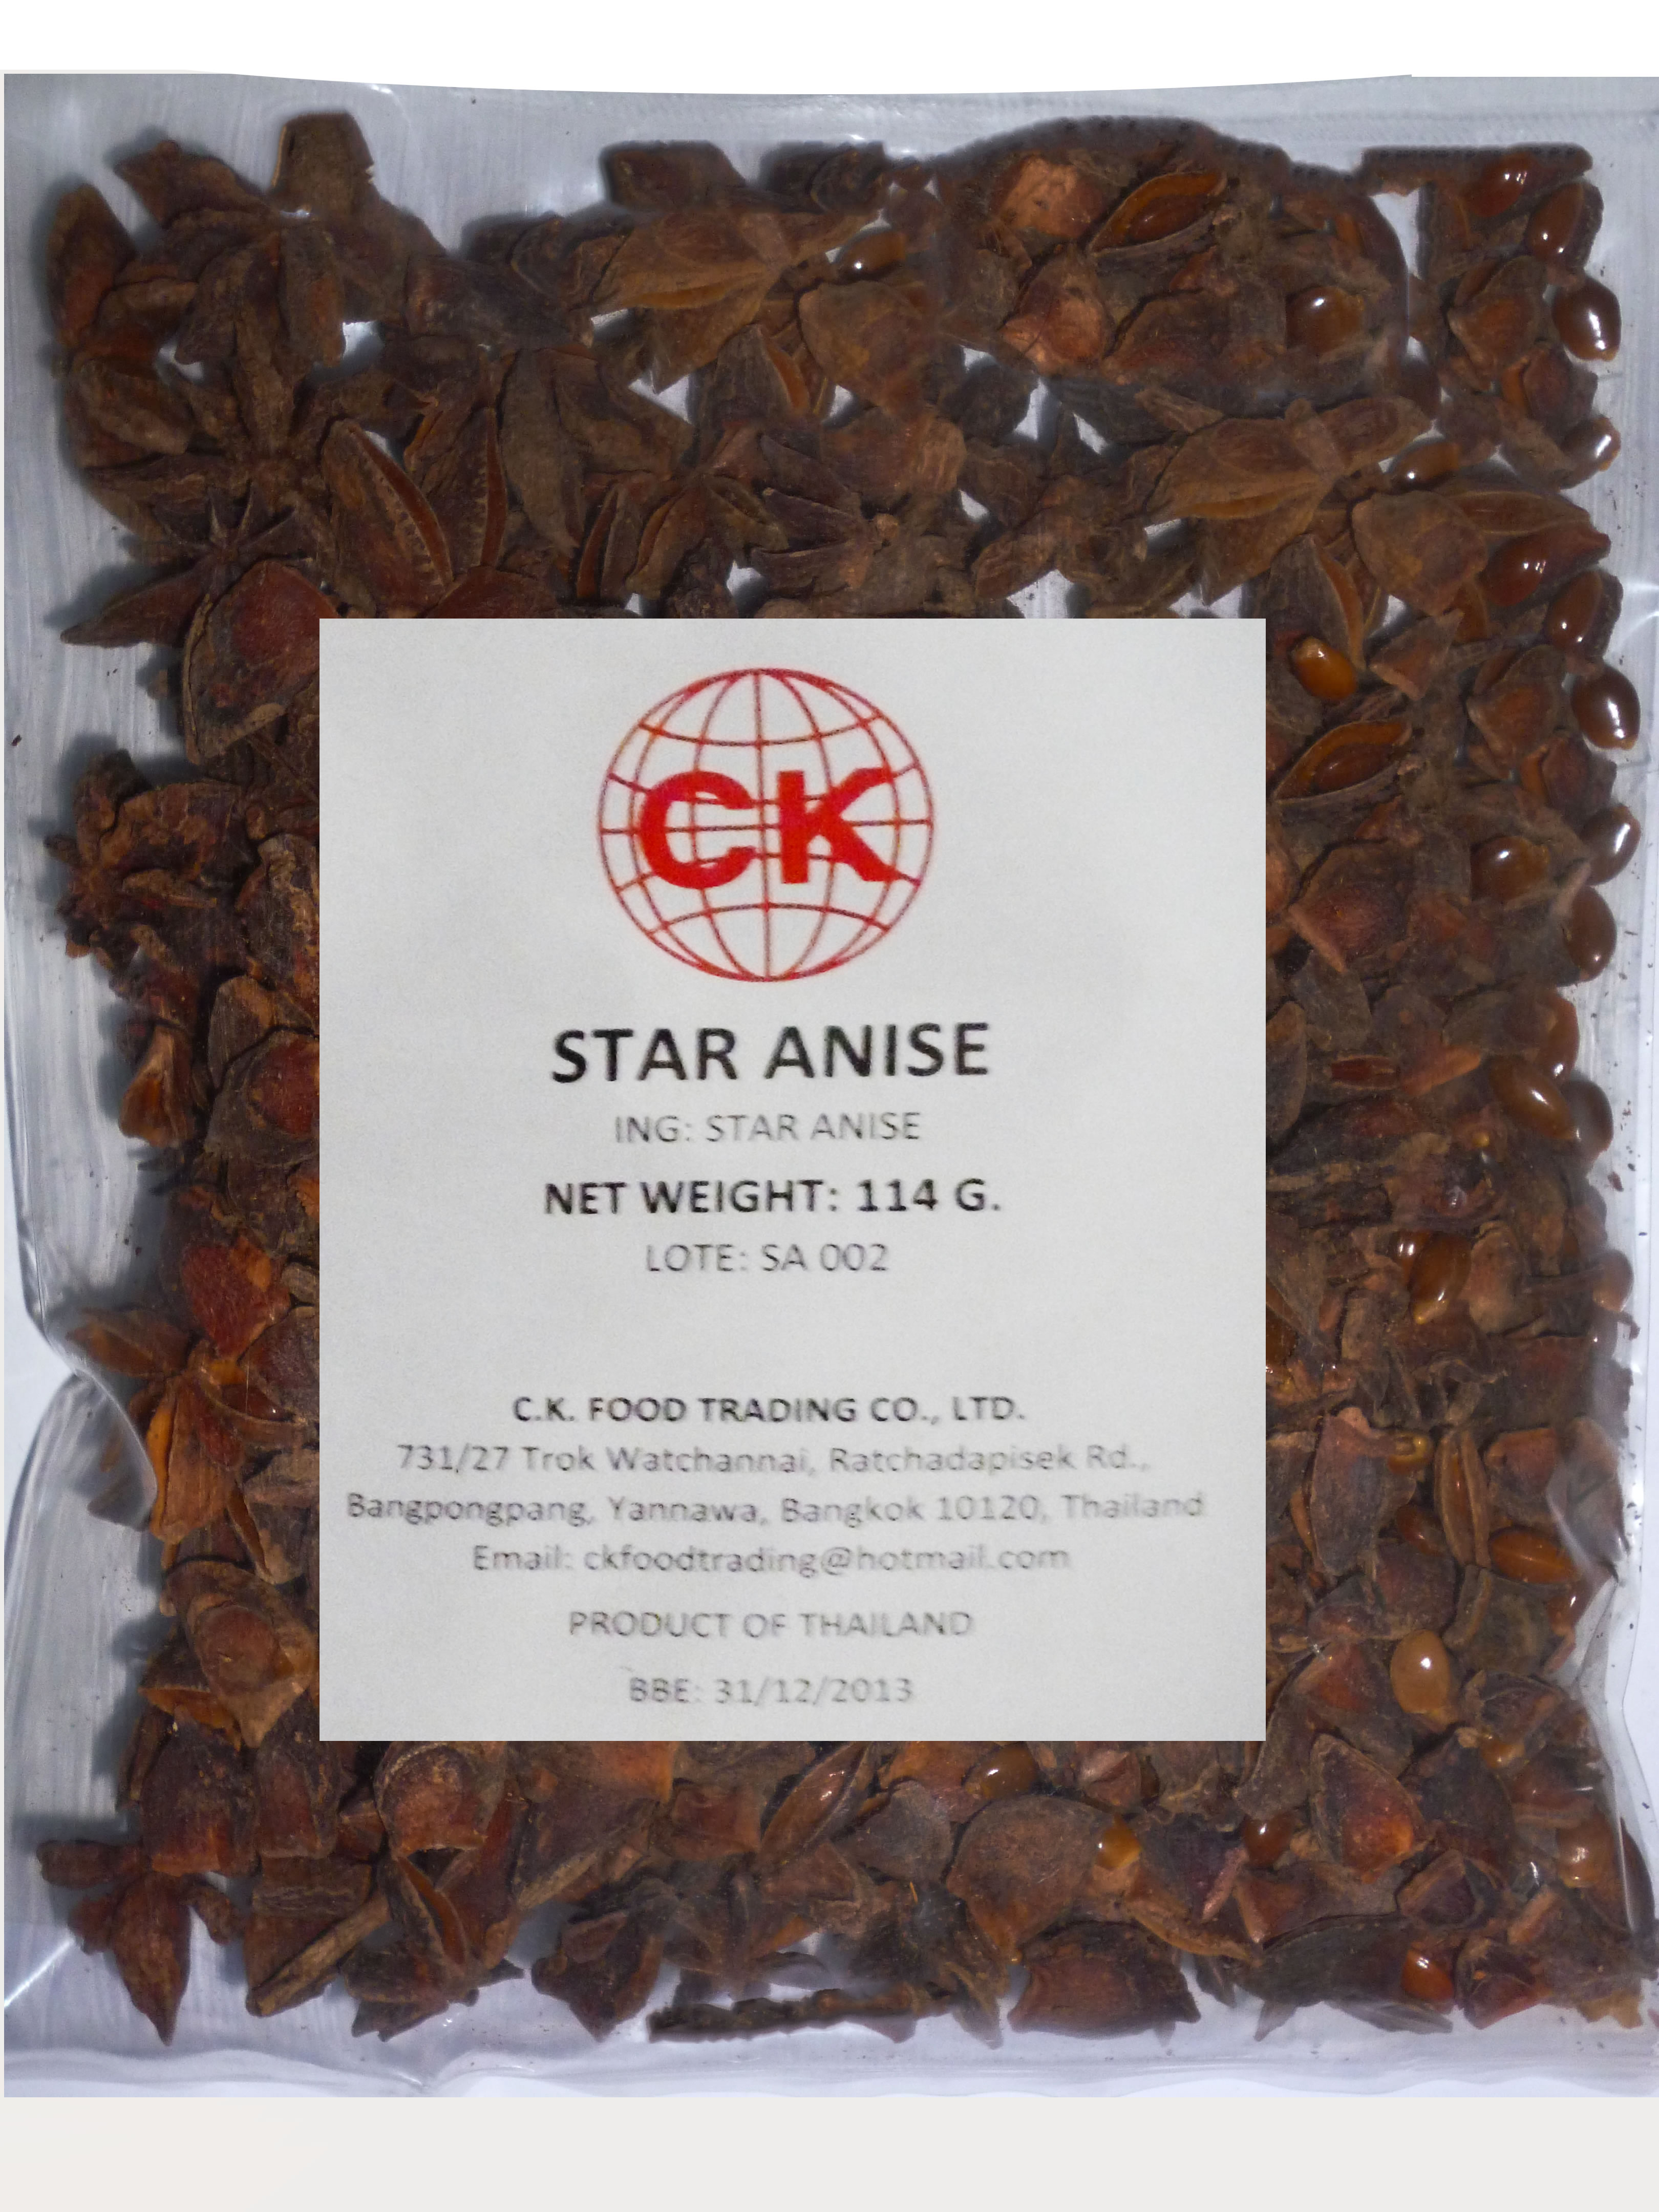 CK
STAR ANISE
ING: STAR ANISE
NET WEIGHT: 114 G.
LOTE: SA 002
C.K. FOOD TRADING CO., LTD.
731/27 Trok Watchannai, Ratchadapisek Rd.,
Bangpongpang, Yannawa, Bangkok 10120, Thailand
Email: ckfoodtrading@hotmail.com
PRODUCT OF THAILAND
BBE: 31/12/2013